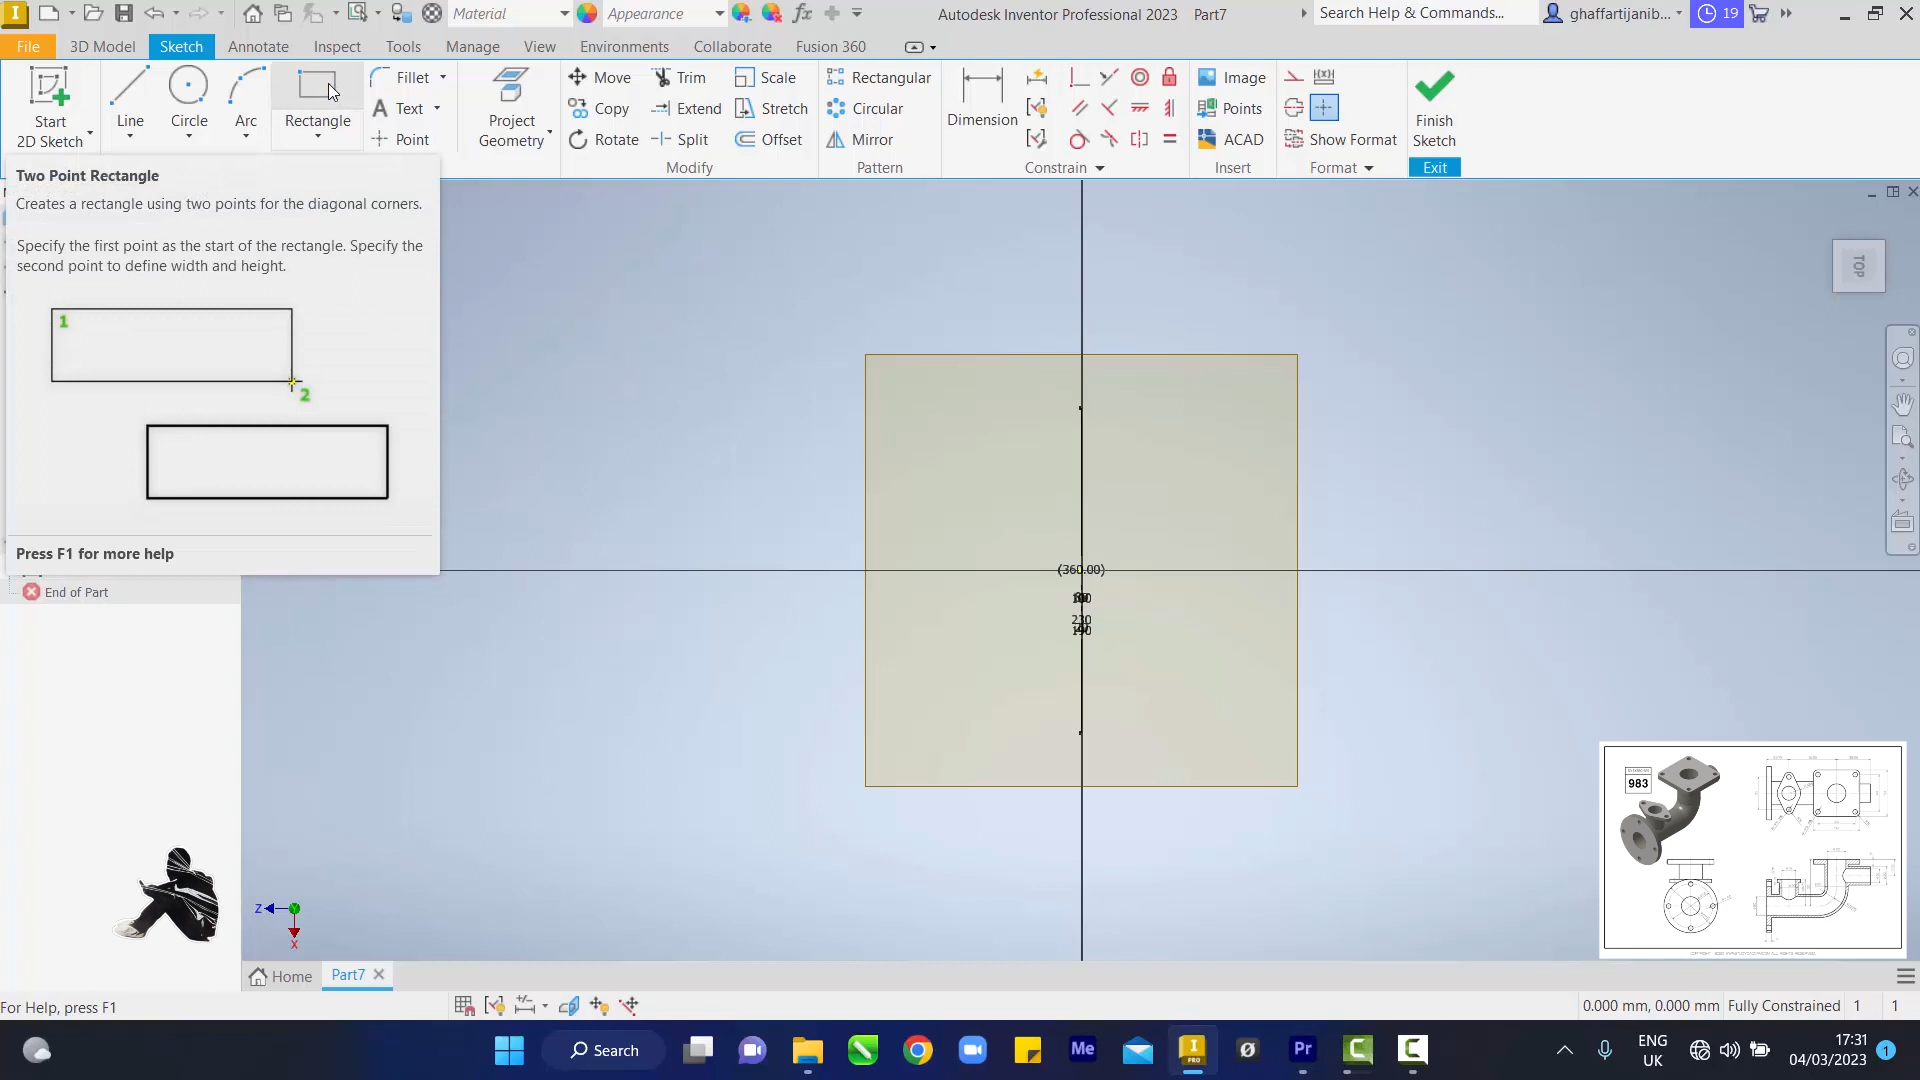 Material
Appearance
Autodesk Inventor Professional 2023 Part7
Search Help & Commands...
ghaffartijanib...
19
File
3D Model
Sketch
Annotate
Inspect
Tools
Manage
View
Environments
Collaborate
Fusion 360
Start
2D Sketch
Line
Circle
Arc
Rectangle
Fillet
Text
Point
Project
Geometry
Move
Copy
Rotate
Trim
Extend
Split
Scale
Stretch
Offset
Modify
Rectangular
Circular
Mirror
Pattern
Dimension
Constrain
Image
Points
ACAD
Insert
Show Format
Format
Finish
Sketch
Exit
Two Point Rectangle
Creates a rectangle using two points for the diagonal corners.
Specify the first point as the start of the rectangle. Specify the
second point to define width and height.
1
2
Press F1 for more help
End of Part
TOP
(360.00)
230
190
983
Z
X
Home
Part7
For Help, press F1
0.000 mm, 0.000 mm
Fully Constrained
1
1
Search
Me
PRO
Pr
ENG
UK
17:31
04/03/2023
1